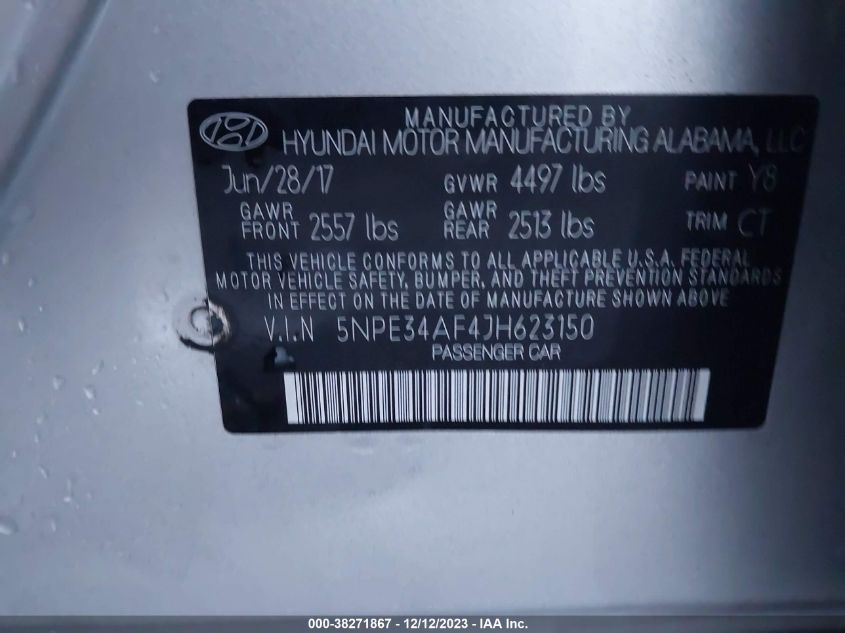 MANUFACTURED BY
HYUNDAI MOTOR MANUFACTURING ALABAMA, LLC
Jun/28/17 GVWR 4497 lbs PAINT Y8
GAWR FRONT 2557 lbs GAWR REAR 2513 lbs TRIM CT
THIS VEHICLE CONFORMS TO ALL APPLICABLE U.S.A. FEDERAL
MOTOR VEHICLE SAFETY, BUMPER, AND THEFT PREVENTION STANDARDS
IN EFFECT ON THE DATE OF MANUFACTURE SHOWN ABOVE
V.I.N 5NPE34AF4JH623150
PASSENGER CAR
000-38271867 - 12/12/2023 - IAA Inc.